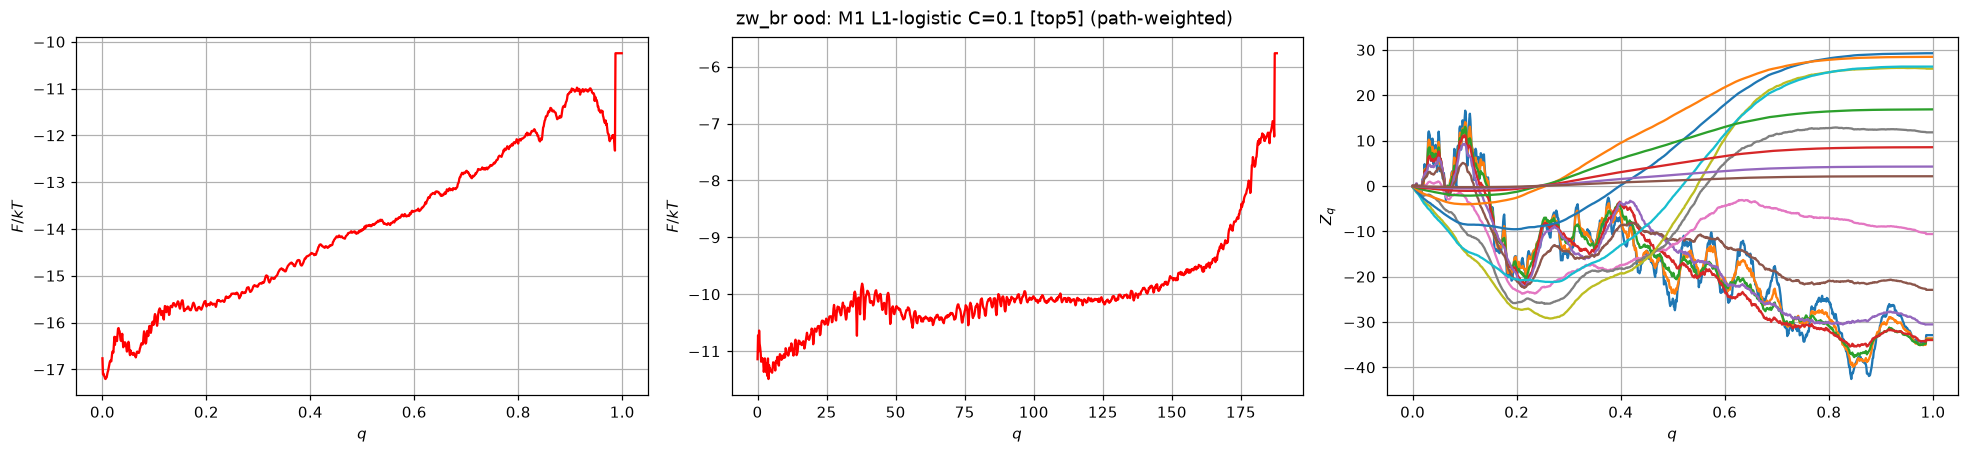 zw_br ood: M1 L1-logistic C=0.1 [top5] (path-weighted)
F/kT
−10
−11
−12
−13
−14
−15
−16
−17
0.0 0.2 0.4 0.6 0.8 1.0
q
F/kT
−6
−7
−8
−9
−10
−11
0 25 50 75 100 125 150 175
q
Z_q
30
20
10
0
−10
−20
−30
−40
0.0 0.2 0.4 0.6 0.8 1.0
q